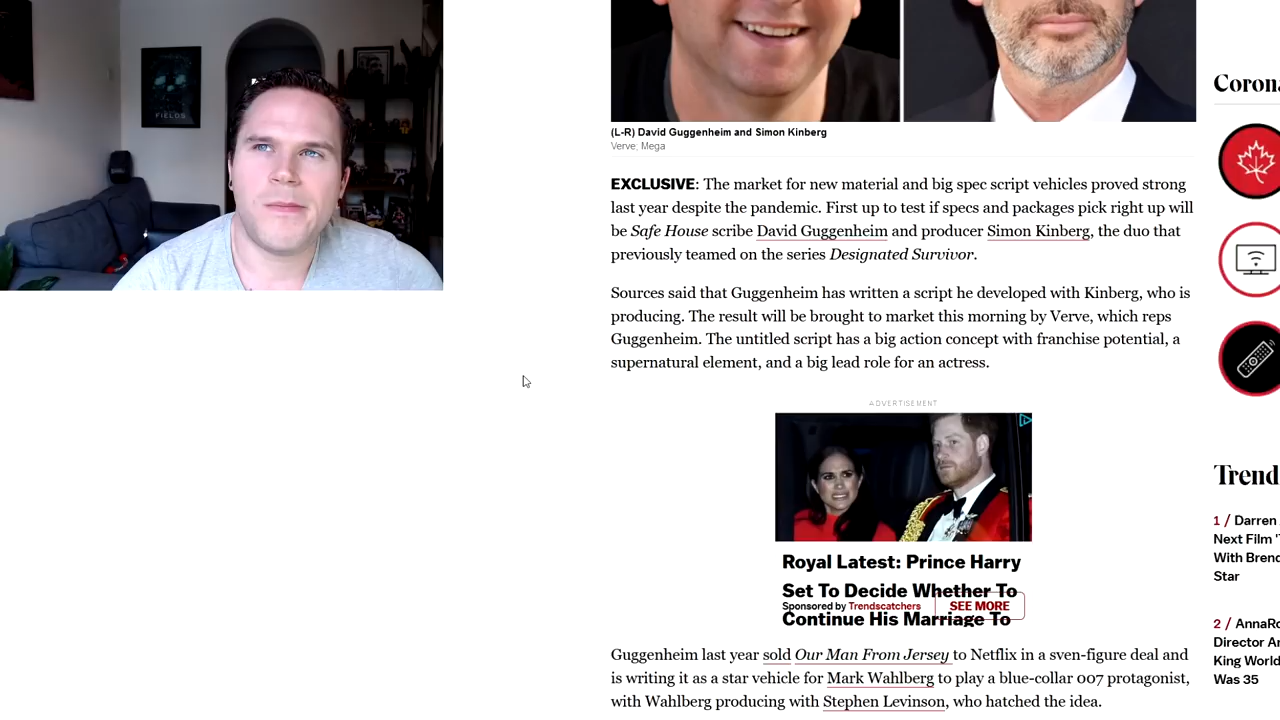 FIELDS
(L-R) David Guggenheim and Simon Kinberg
Verve; Mega
EXCLUSIVE: The market for new material and big spec script vehicles proved strong
last year despite the pandemic. First up to test if specs and packages pick right up will
be Safe House scribe David Guggenheim and producer Simon Kinberg, the duo that
previously teamed on the series Designated Survivor.
Sources said that Guggenheim has written a script he developed with Kinberg, who is
producing. The result will be brought to market this morning by Verve, which reps
Guggenheim. The untitled script has a big action concept with franchise potential, a
supernatural element, and a big lead role for an actress.
ADVERTISEMENT
Royal Latest: Prince Harry
Set To Decide Whether To
Sponsored by Trendscatchers SEE MORE
Continue His Marriage To
Guggenheim last year sold Our Man From Jersey to Netflix in a sven-figure deal and
is writing it as a star vehicle for Mark Wahlberg to play a blue-collar 007 protagonist,
with Wahlberg producing with Stephen Levinson, who hatched the idea.
Corona
Trend
1 / Darren
Next Film 'T
With Brend
Star
2 / AnnaRo
Director An
King World
Was 35